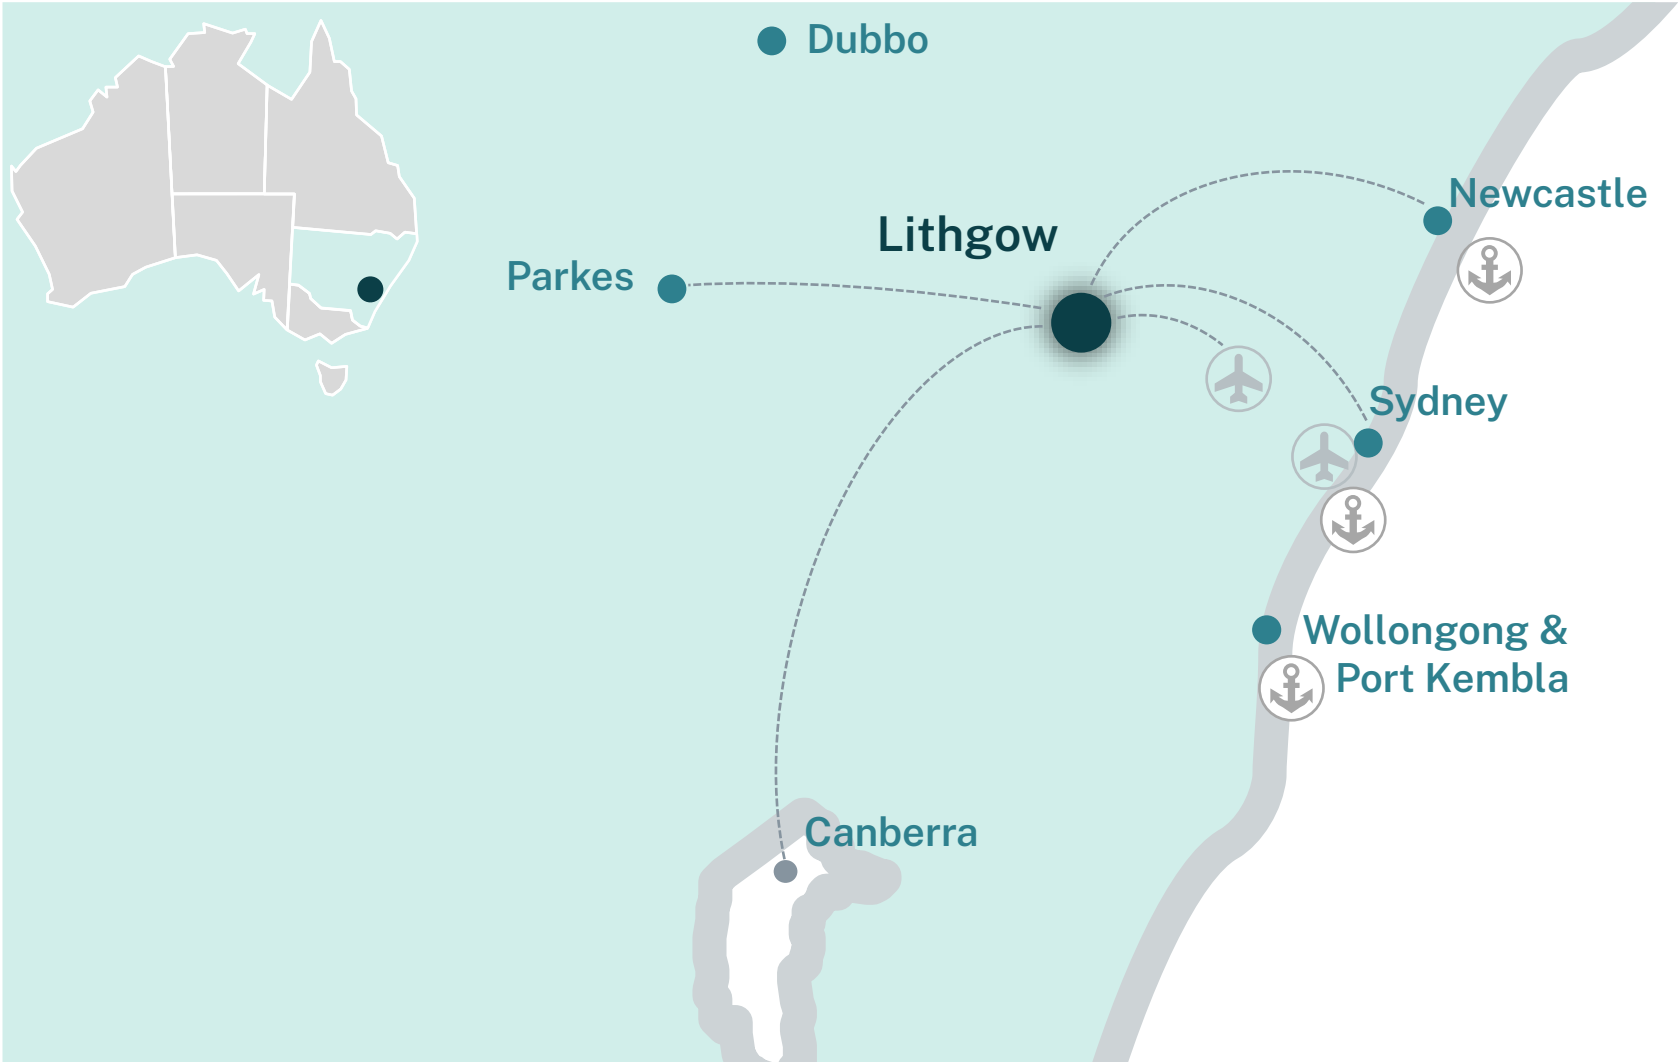 Dubbo
Newcastle
Lithgow
Parkes
Sydney
Wollongong &
Port Kembla
Canberra